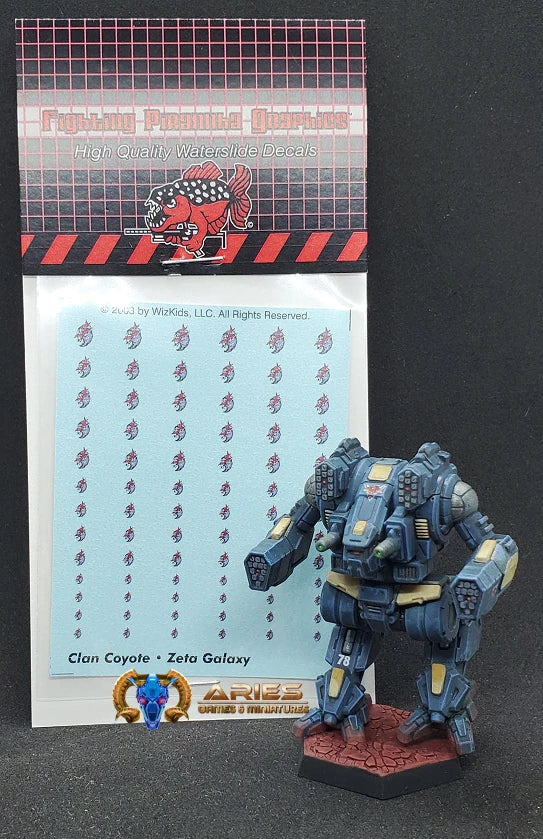 Fighting Piranha Graphics
High Quality Waterslide Decals
©
© 2003 by WizKids, LLC. All Rights Reserved.
Clan Coyote • Zeta Galaxy
ARIES
GAMES & MINIATURES
78